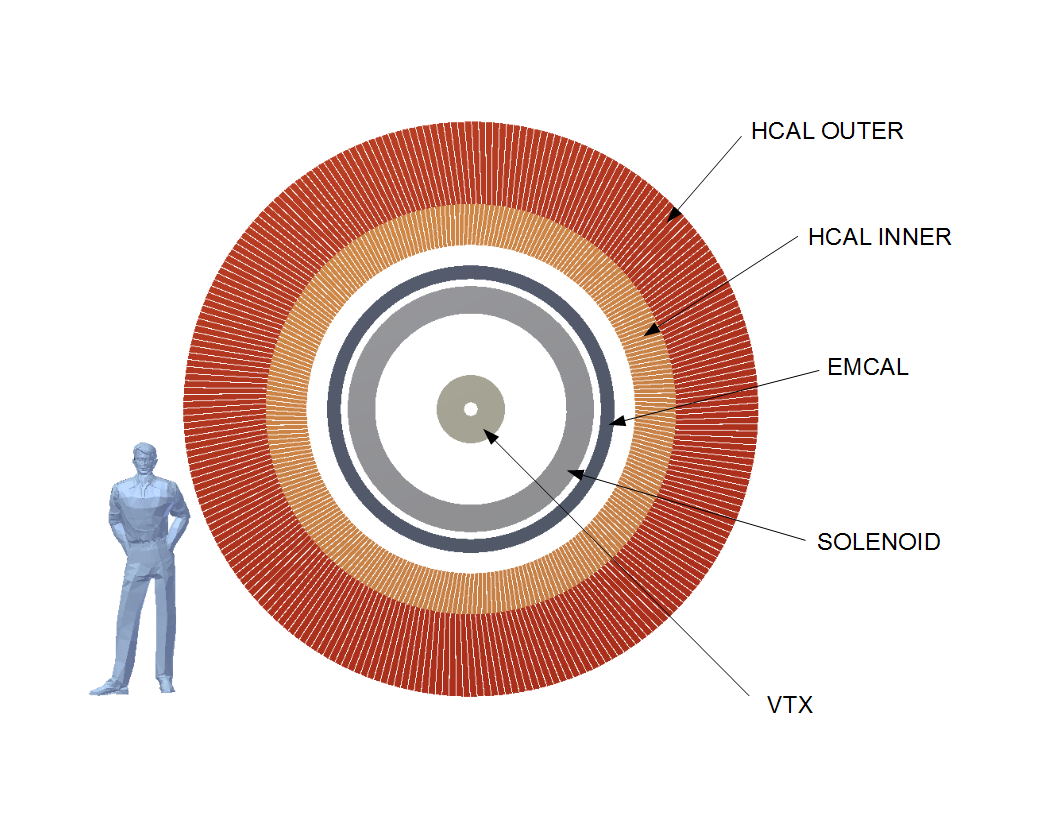 HCAL OUTER
HCAL INNER
EMCAL
SOLENOID
VTX